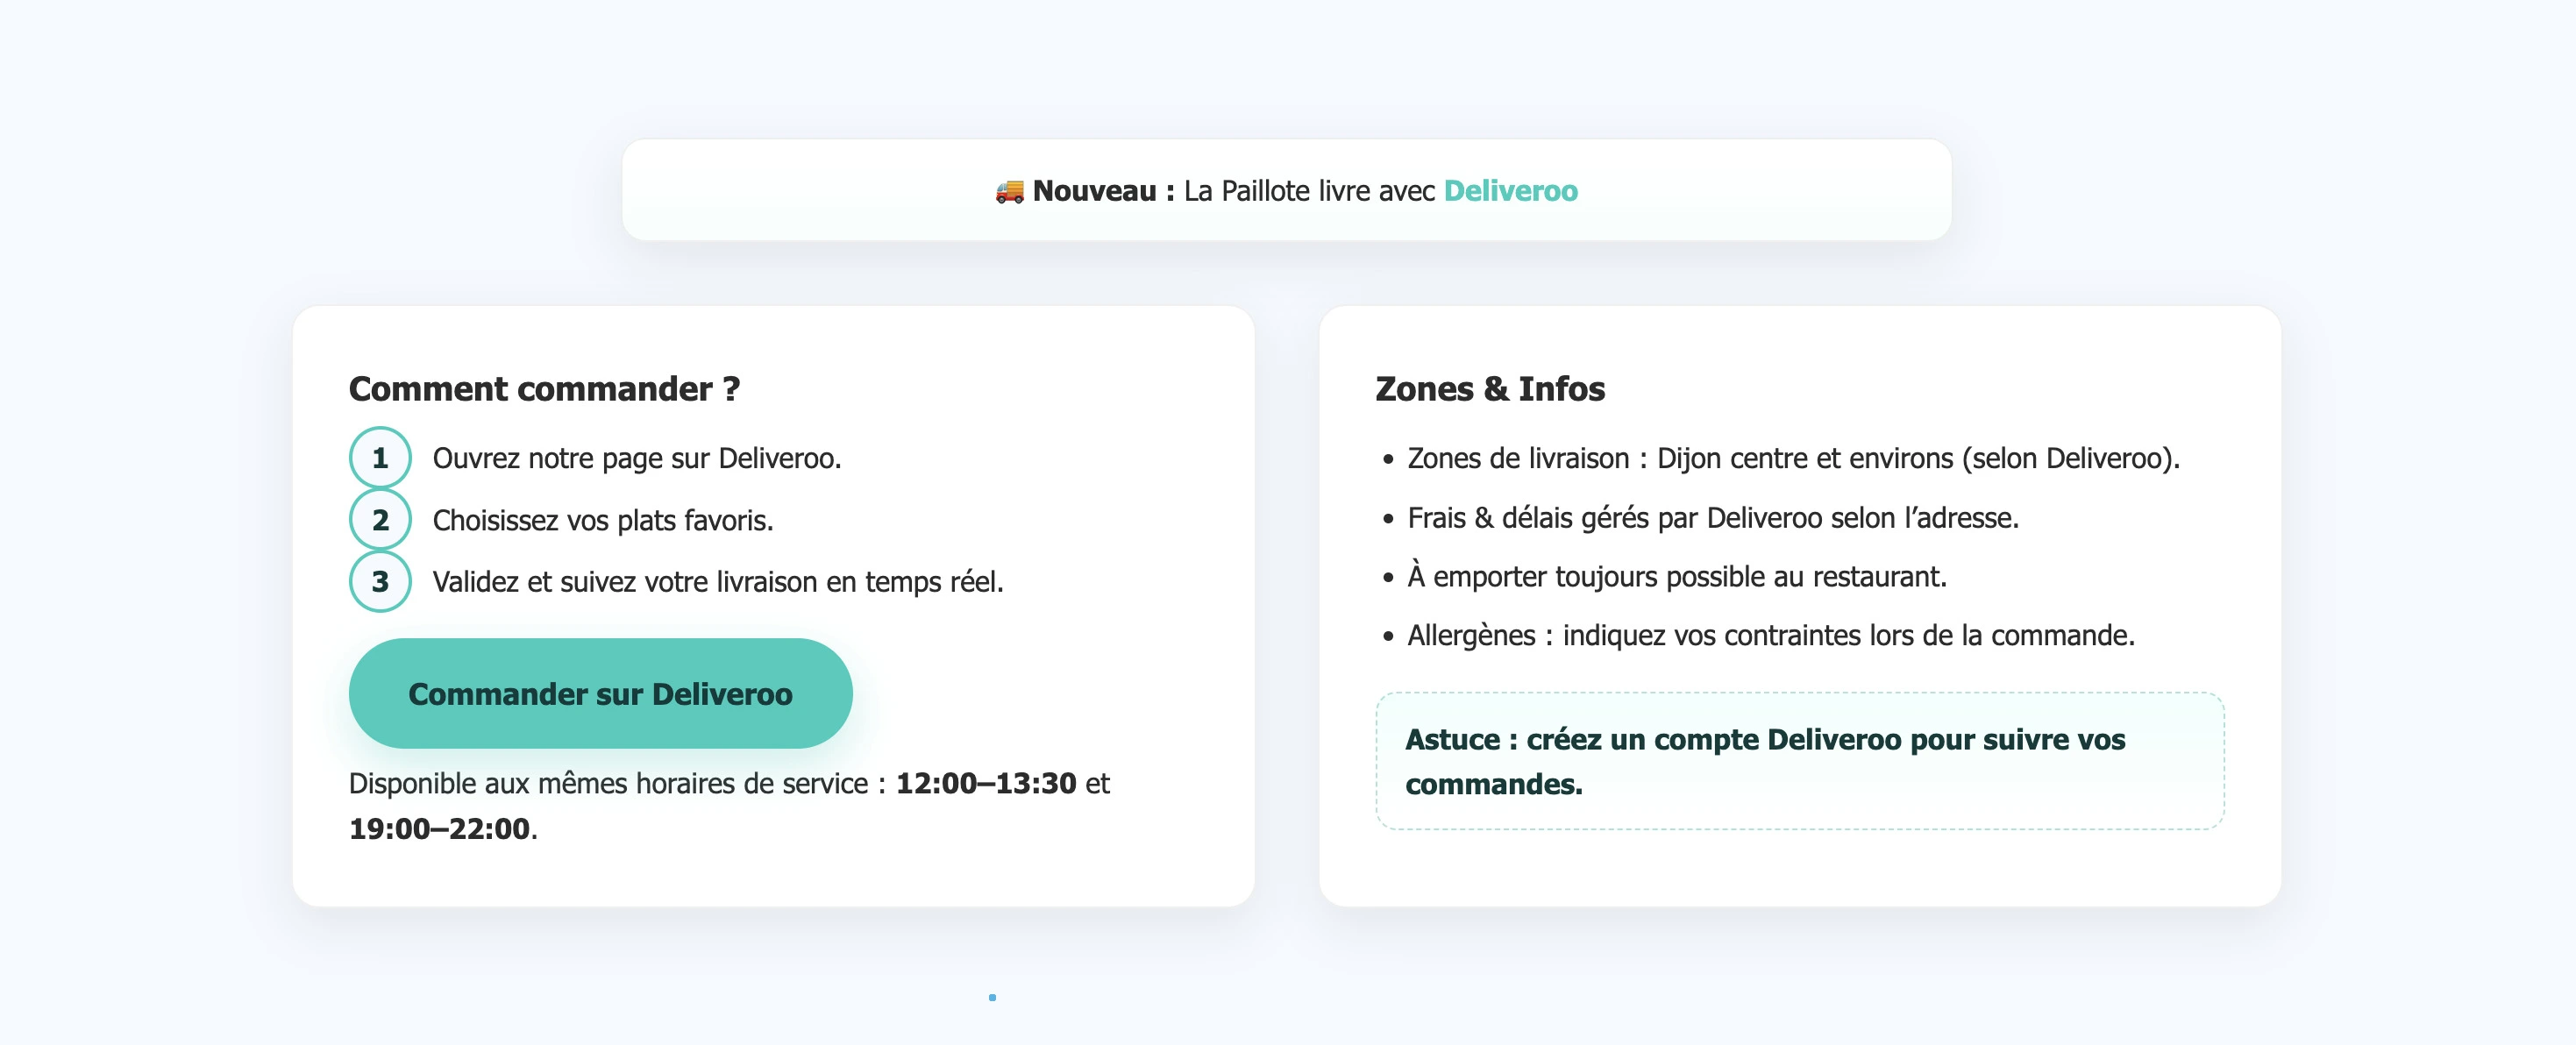 🚚 Nouveau : La Paillote livre avec Deliveroo
Comment commander ?
1 Ouvrez notre page sur Deliveroo.
2 Choisissez vos plats favoris.
3 Validez et suivez votre livraison en temps réel.
Commander sur Deliveroo
Disponible aux mêmes horaires de service : 12:00–13:30 et
19:00–22:00.
Zones & Infos
• Zones de livraison : Dijon centre et environs (selon Deliveroo).
• Frais & délais gérés par Deliveroo selon l’adresse.
• À emporter toujours possible au restaurant.
• Allergènes : indiquez vos contraintes lors de la commande.
Astuce : créez un compte Deliveroo pour suivre vos
commandes.